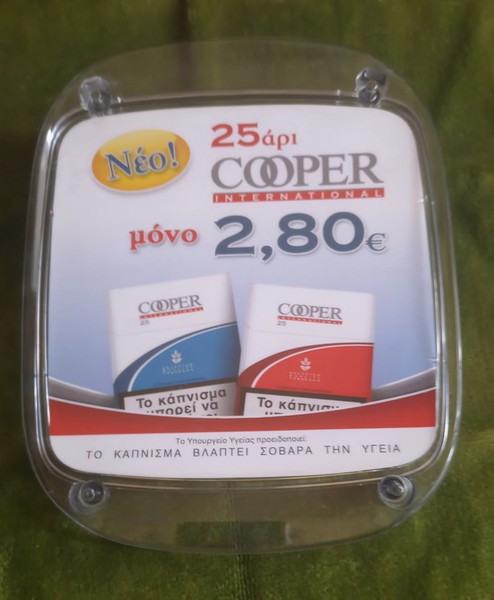 Νέο!
25άρι
COOPER
INTERNATIONAL
μόνο 2,80€
COOPER
INTERNATIONAL
25
Το κάπνισμα
μπορεί να
COOPER
INTERNATIONAL
25
Το κάπνισμα
Το Υπουργείο Υγείας προειδοποιεί:
ΤΟ ΚΑΠΝΙΣΜΑ ΒΛΑΠΤΕΙ ΣΟΒΑΡΑ ΤΗΝ ΥΓΕΙΑ